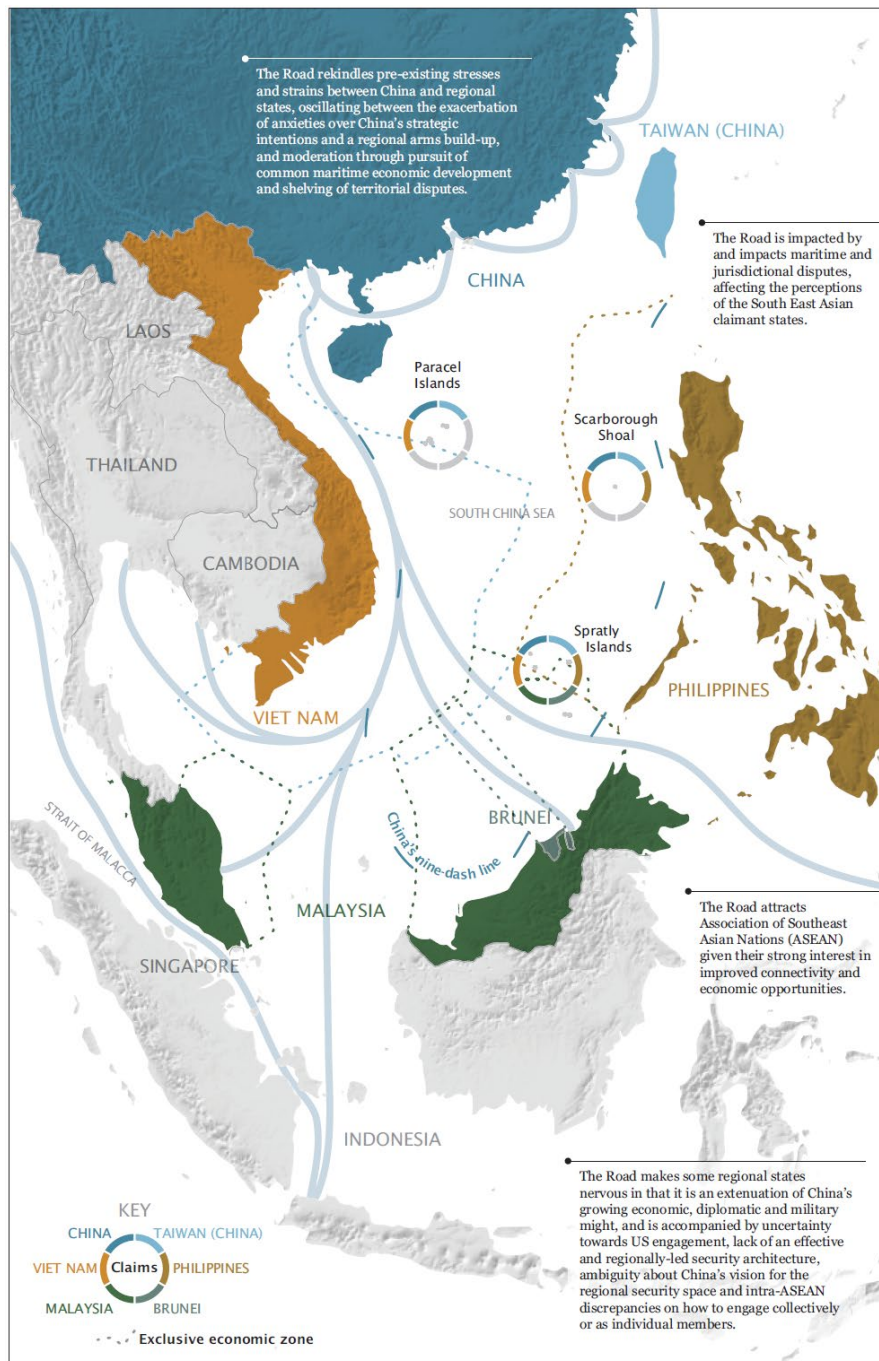 The Road rekindles pre-existing stresses
and strains between China and regional
states, oscillating between the exacerbation
of anxieties over China's strategic
intentions and a regional arms build-up,
and moderation through pursuit of
common maritime economic development
and shelving of territorial disputes.
TAIWAN (CHINA)
The Road is impacted by
and impacts maritime and
jurisdictional disputes,
affecting the perceptions
of the South East Asian
claimant states.
CHINA
LAOS
Paracel
Islands
Scarborough
Shoal
THAILAND
SOUTH CHINA SEA
CAMBODIA
Spratly
Islands
PHILIPPINES
VIET NAM
STRAIT OF MALACCA
BRUNEI
China's nine-dash line
MALAYSIA
The Road attracts
Association of Southeast
Asian Nations (ASEAN)
given their strong interest in
improved connectivity and
economic opportunities.
SINGAPORE
INDONESIA
The Road makes some regional states
nervous in that it is an extenuation of China's
growing economic, diplomatic and military
might, and is accompanied by uncertainty
towards US engagement, lack of an effective
and regionally-led security architecture,
ambiguity about China's vision for the
regional security space and intra-ASEAN
discrepancies on how to engage collectively
or as individual members.
KEY
CHINA TAIWAN (CHINA)
VIET NAM Claims PHILIPPINES
MALAYSIA BRUNEI
Exclusive economic zone